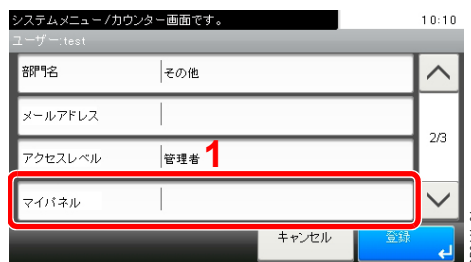 システムメニュー/カウンター画面です。 10:10
ユーザー:test
部門名 その他
メールアドレス
2/3
アクセスレベル 管理者 1
マイパネル
キャンセル 登録